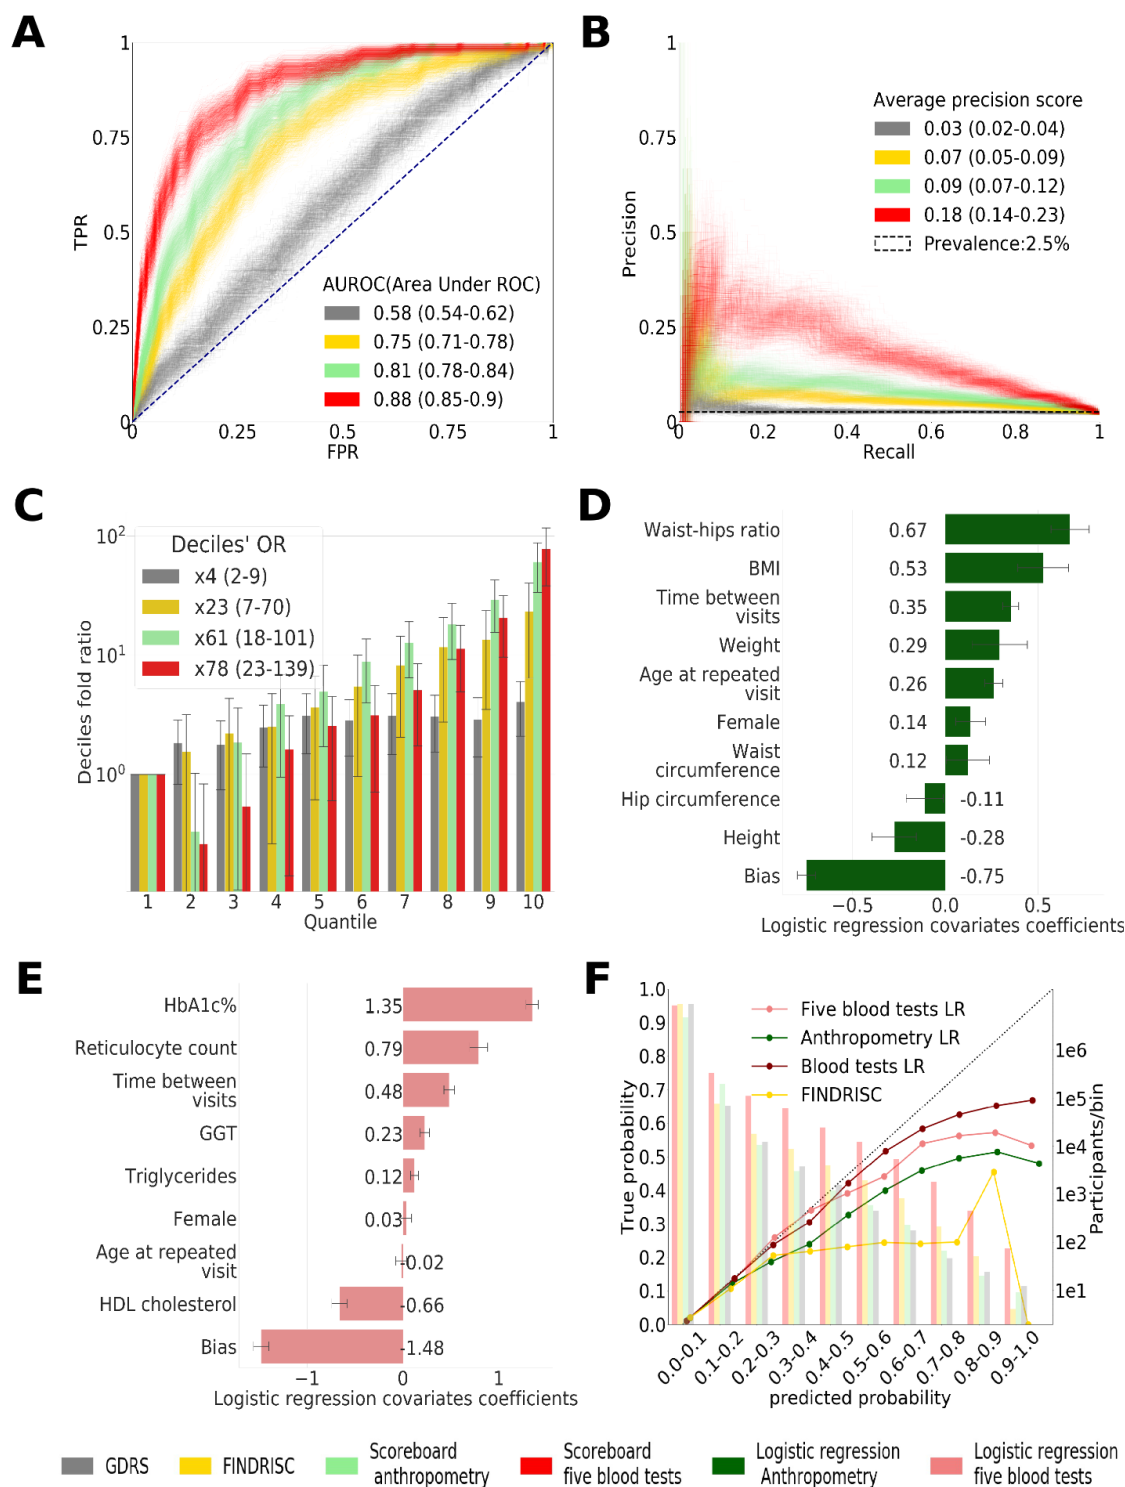 A
1
0.75
0.5
0.25
0
TPR
AUROC(Area Under ROC)
0.58 (0.54-0.62)
0.75 (0.71-0.78)
0.81 (0.78-0.84)
0.88 (0.85-0.9)
0
0.25
0.5
0.75
1
FPR
B
1
0.75
0.5
0.25
0
Precision
Average precision score
0.03 (0.02-0.04)
0.07 (0.05-0.09)
0.09 (0.07-0.12)
0.18 (0.14-0.23)
Prevalence:2.5%
0
0.2
0.4
0.6
0.8
1
Recall
C
10²
10¹
10⁰
Deciles fold ratio
Deciles' OR
x4 (2-9)
x23 (7-70)
x61 (18-101)
x78 (23-139)
1
2
3
4
5
6
7
8
9
10
Quantile
D
Waist-hips ratio
0.67
BMI
0.53
Time between
visits
0.35
Weight
0.29
Age at repeated
visit
0.26
Female
0.14
Waist
circumference
0.12
Hip circumference
-0.11
Height
-0.28
Bias
-0.75
−0.5
0.0
0.5
Logistic regression covariates coefficients
E
HbA1c%
1.35
Reticulocyte count
0.79
Time between
visits
0.48
GGT
0.23
Triglycerides
0.12
Female
0.03
Age at repeated
visit
-0.02
HDL cholesterol
-0.66
Bias
-1.48
−1
0
1
Logistic regression covariates coefficients
F
1.0
0.9
0.8
0.7
0.6
0.5
0.4
0.3
0.2
0.1
0.0
True probability
Five blood tests LR
Anthropometry LR
Blood tests LR
FINDRISC
1e6
1e5
1e4
1e3
1e2
1e1
Participants/bin
0.0-0.1
0.1-0.2
0.2-0.3
0.3-0.4
0.4-0.5
0.5-0.6
0.6-0.7
0.7-0.8
0.8-0.9
0.9-1.0
predicted probability
GDRS
FINDRISC
Scoreboard
anthropometry
Scoreboard
five blood tests
Logistic regression
Anthropometry
Logistic regression
five blood tests